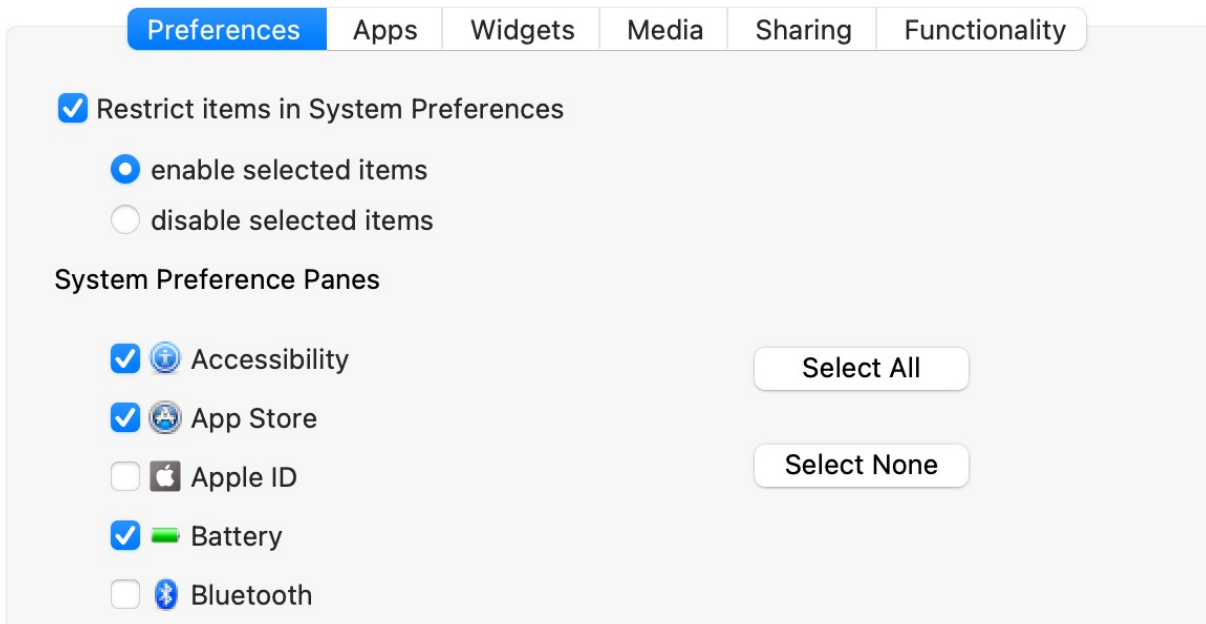 Preferences Apps Widgets Media Sharing Functionality
Restrict items in System Preferences
enable selected items
disable selected items
System Preference Panes
Accessibility
Select All
App Store
Select None
Apple ID
Battery
Bluetooth